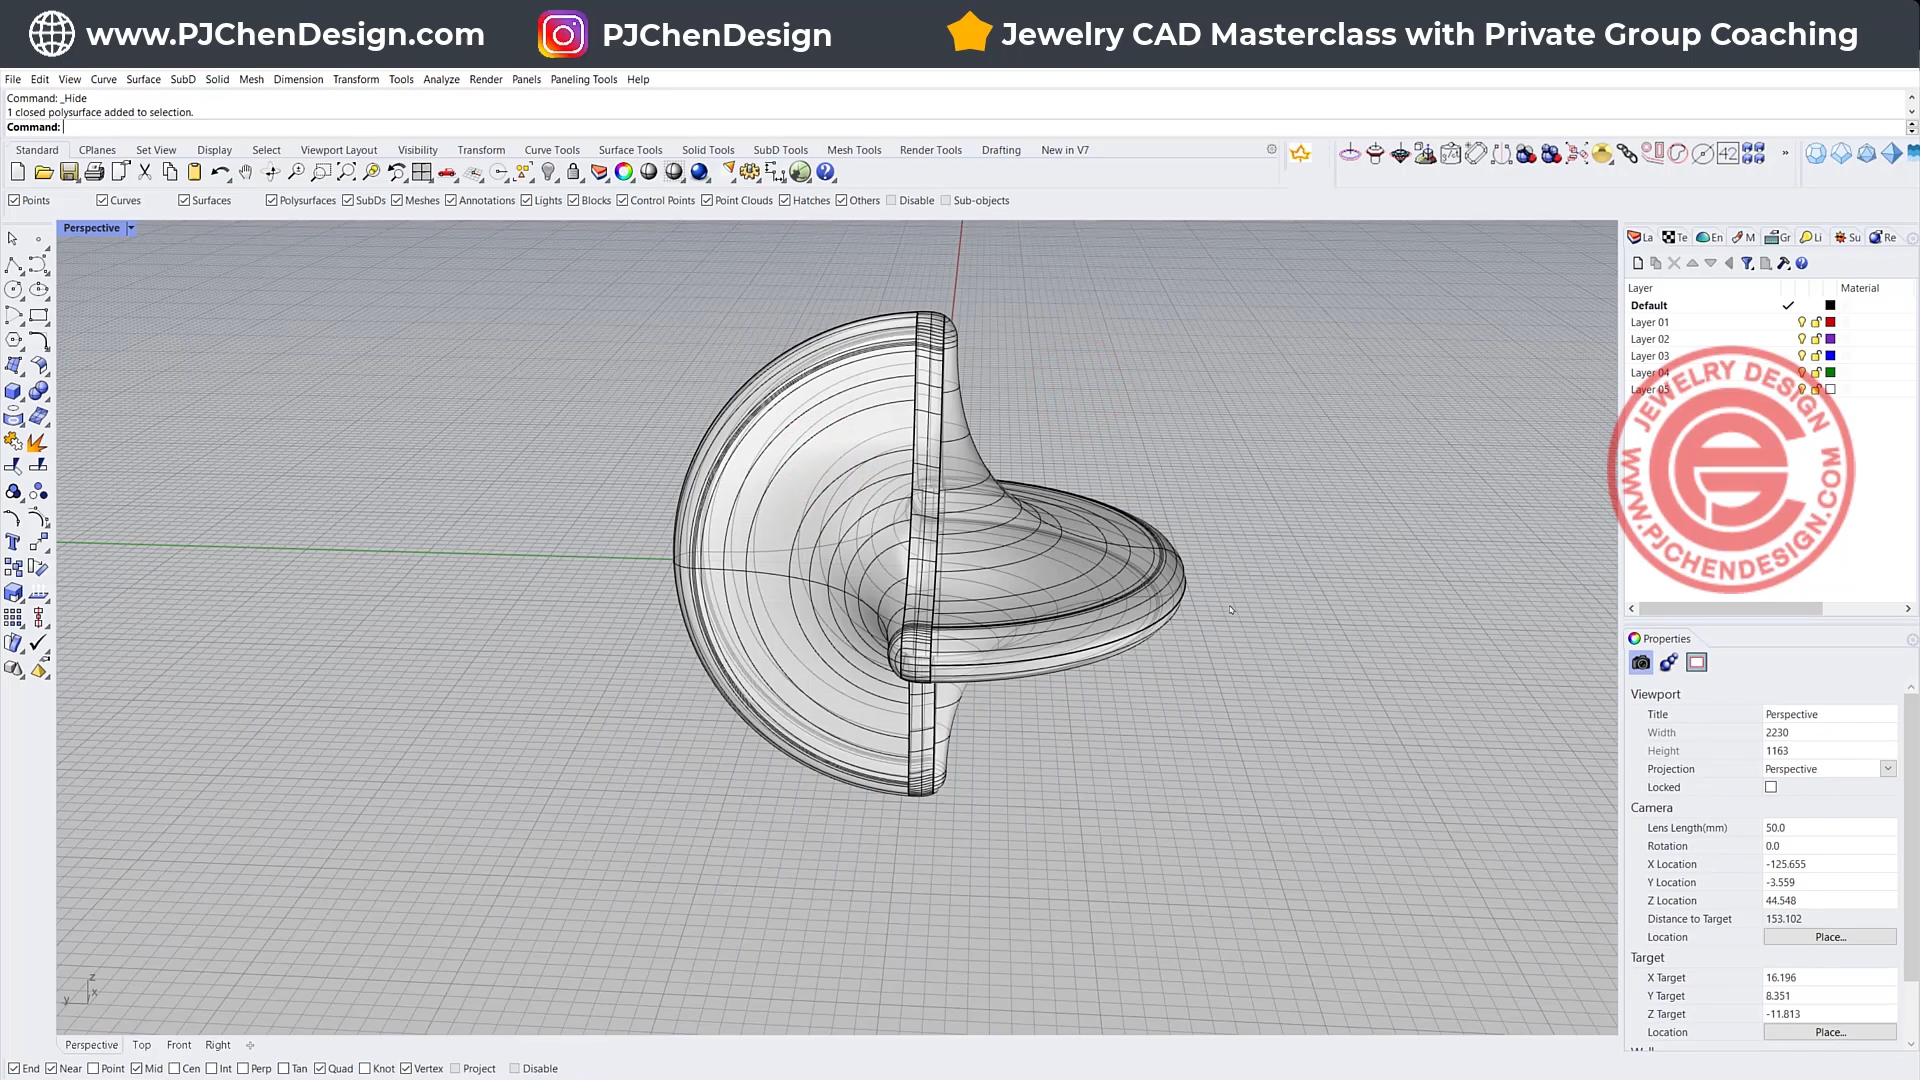 www.PJChenDesign.com PJChenDesign Jewelry CAD Masterclass with Private Group Coaching
File Edit View Curve Surface SubD Solid Mesh Dimension Transform Tools Analyze Render Panels Paneling Tools Help
Command: _Hide
1 closed polysurface added to selection.
Command:
Standard CPlanes Set View Display Select Viewport Layout Visibility Transform Curve Tools Surface Tools Solid Tools SubD Tools Mesh Tools Render Tools Drafting New in V7
42
Points Curves Surfaces Polysurfaces SubDs Meshes Annotations Lights Blocks Control Points Point Clouds Hatches Others Disable Sub-objects
Perspective
La Te En M Gr Li Su Re
Layer Material
Default
Layer 01
Layer 02
Layer 03
Layer 04
Layer 05
JEWELRY DESIGN
WWW.PJCHENDESIGN.COM
Properties
Viewport
Title Perspective
Width 2230
Height 1163
Projection Perspective
Locked
Camera
Lens Length(mm) 50.0
Rotation 0.0
X Location -125.655
Y Location -3.559
Z Location 44.548
Distance to Target 153.102
Location Place...
Target
X Target 16.196
Y Target 8.351
Z Target -11.813
Location Place...
z
y x
Perspective Top Front Right
End Near Point Mid Cen Int Perp Tan Quad Knot Vertex Project Disable